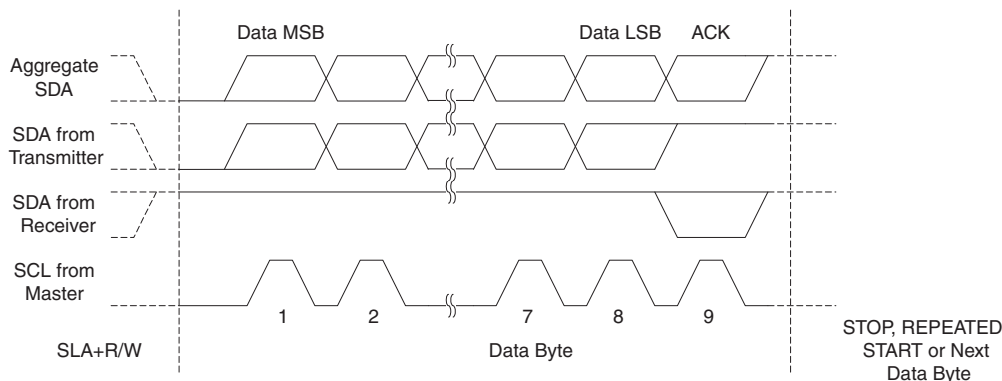 Data MSB
Data LSB
ACK
Aggregate
SDA
SDA from
Transmitter
SDA from
Receiver
SCL from
Master
1
2
7
8
9
SLA+R/W
Data Byte
STOP, REPEATED
START or Next
Data Byte